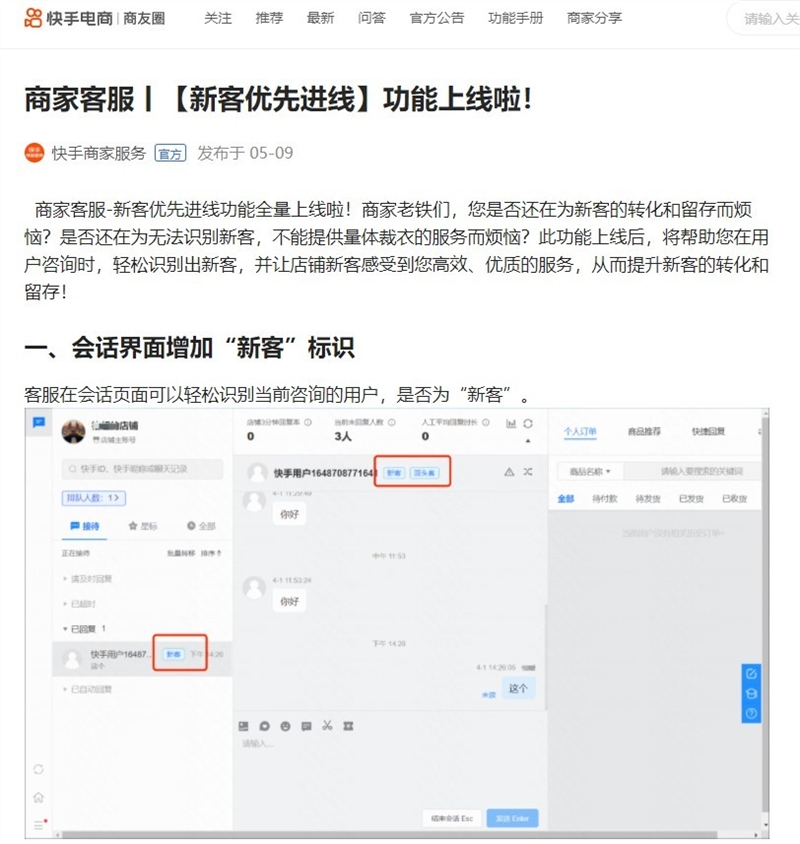 快手电商 | 商友圈 关注 推荐 最新 问答 官方公告 功能手册 商家分享 请输入关
商家客服丨【新客优先进线】功能上线啦！
快手商家服务 官方 发布于 05-09
商家客服-新客优先进线功能全量上线啦！商家老铁们，您是否还在为新客的转化和留存而烦
恼？是否还在为无法识别新客，不能提供量体裁衣的服务而烦恼？此功能上线后，将帮助您在用
户咨询时，轻松识别出新客，并让店铺新客感受到您高效、优质的服务，从而提升新客的转化和
留存！
一、会话界面增加“新客”标识
客服在会话页面可以轻松识别当前咨询的用户，是否为“新客”。
店铺
店铺主账号
快手ID、快手昵称或聊天记录
排队人数：1 >
接待 星标 全部
正在接待 批量转移 排序
请及时回复
已超时
已回复 1
快手用户16487... 新客 下午 14:26
这个
已自动回复
店铺3分钟回复率 当前未回复人数 人工平均回复时长
0 3人 0
快手用户1648708771643 新客 回头客
4-1 11:29:49
你好
中午 11:53
4-1 11:53:24
你好
下午 14:26
4-1 14:26:05
未读 这个
请输入...
结束会话 Esc 发送 Enter
个人订单 商品推荐 快捷回复
商品名称 请输入要搜索的关键词
全部 待付款 待发货 已发货 已收货